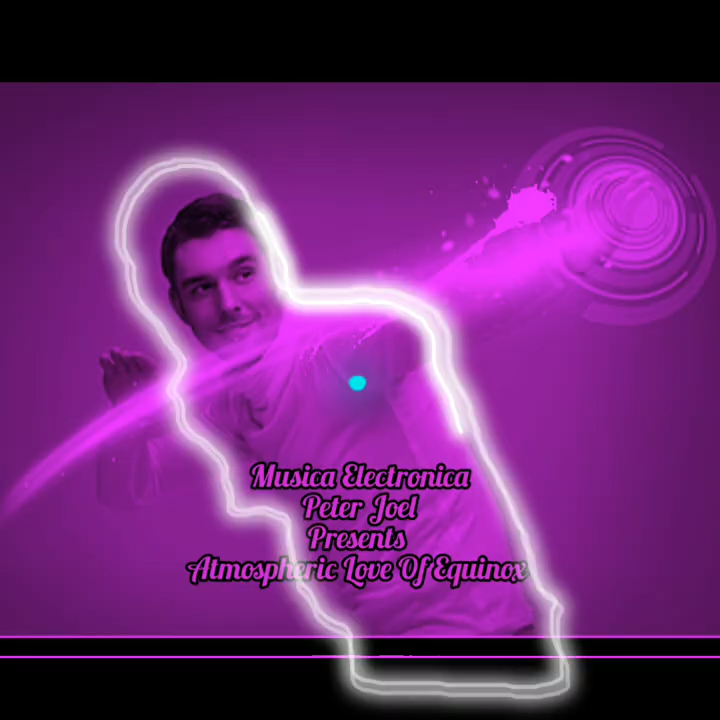 Musica Electronica
Peter Joel
Presents
Atmospheric Love Of Equinox